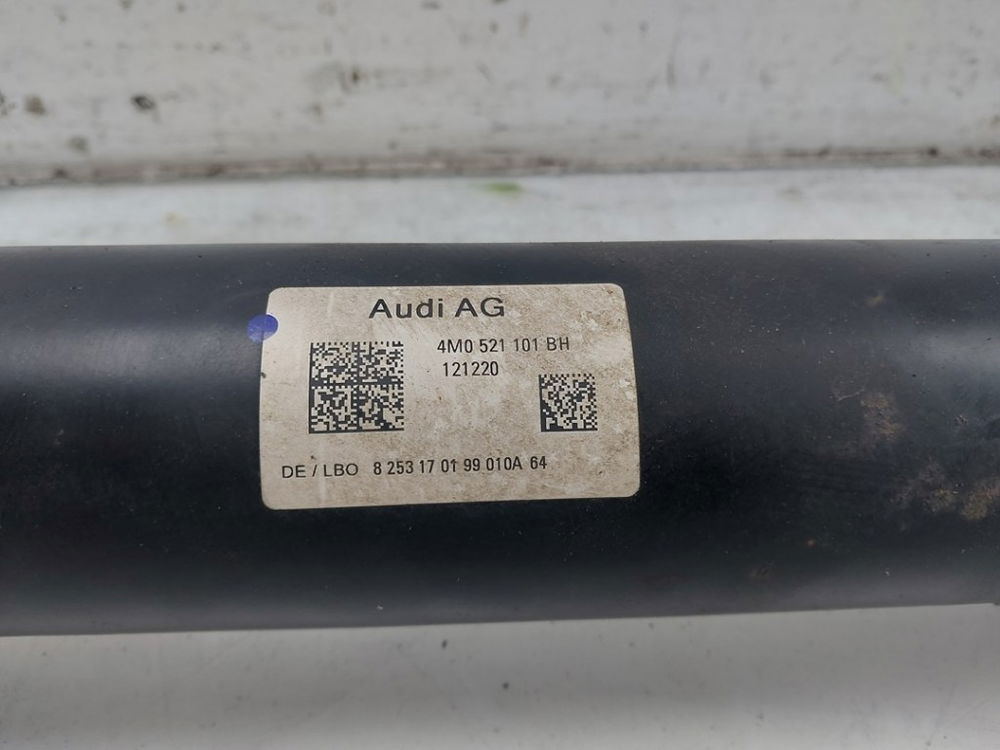 Audi AG
4M0 521 101 BH
121220
DE / LBO 8 253 17 01 99 010A 64